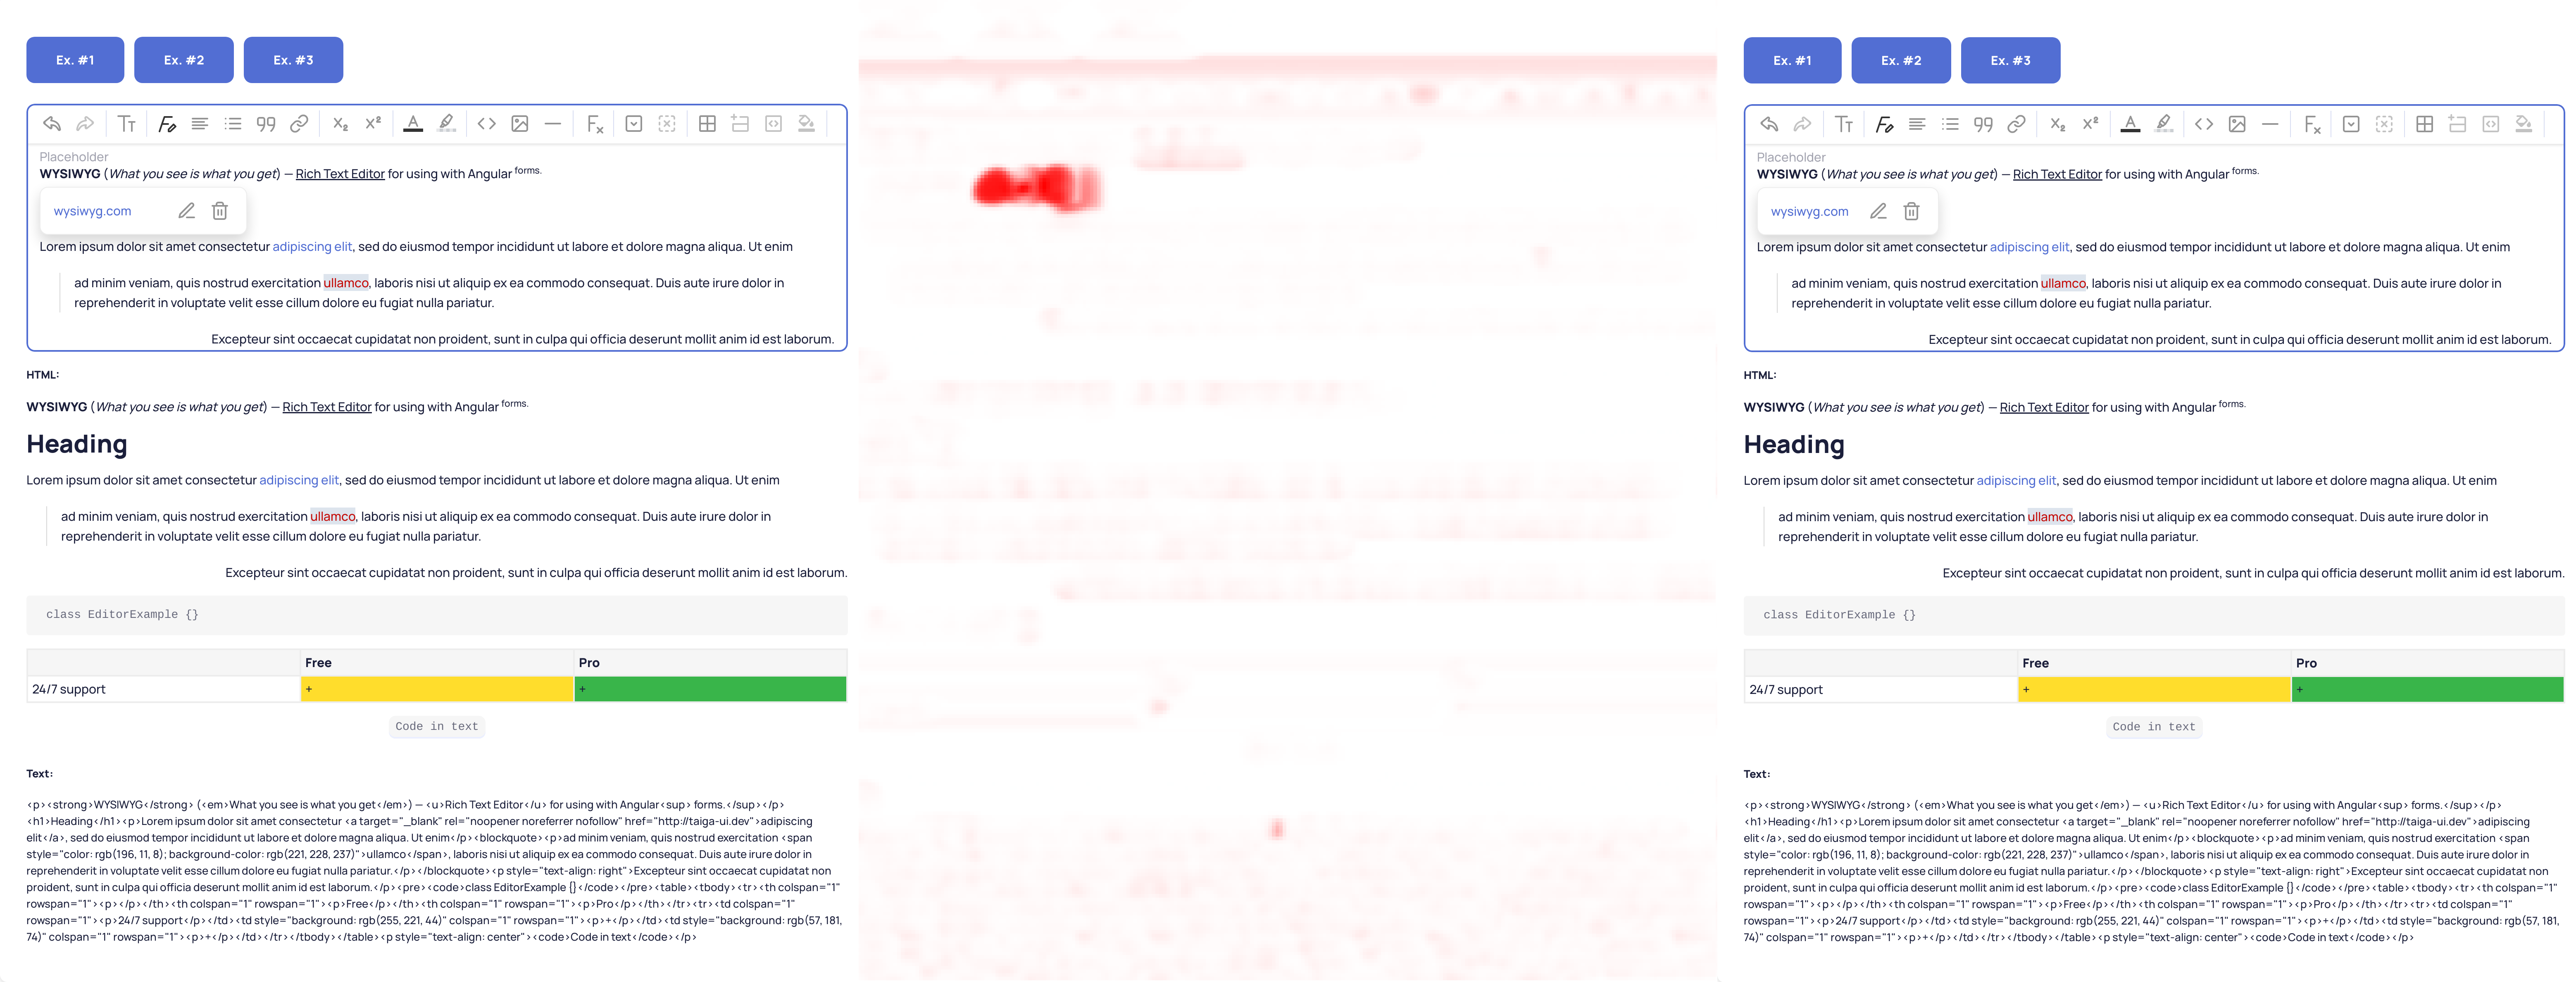 Ex. #1 Ex. #2 Ex. #3
Placeholder
WYSIWYG (What you see is what you get) — Rich Text Editor for using with Angular forms.
wysiwyg.com
Lorem ipsum dolor sit amet consectetur adipiscing elit, sed do eiusmod tempor incididunt ut labore et dolore magna aliqua. Ut enim
ad minim veniam, quis nostrud exercitation ullamco, laboris nisi ut aliquip ex ea commodo consequat. Duis aute irure dolor in
reprehenderit in voluptate velit esse cillum dolore eu fugiat nulla pariatur.
Excepteur sint occaecat cupidatat non proident, sunt in culpa qui officia deserunt mollit anim id est laborum.
HTML:
WYSIWYG (What you see is what you get) — Rich Text Editor for using with Angular forms.
Heading
Lorem ipsum dolor sit amet consectetur adipiscing elit, sed do eiusmod tempor incididunt ut labore et dolore magna aliqua. Ut enim
ad minim veniam, quis nostrud exercitation ullamco, laboris nisi ut aliquip ex ea commodo consequat. Duis aute irure dolor in
reprehenderit in voluptate velit esse cillum dolore eu fugiat nulla pariatur.
Excepteur sint occaecat cupidatat non proident, sunt in culpa qui officia deserunt mollit anim id est laborum.
class EditorExample {}
Free Pro
24/7 support + +
Code in text
Text:
<p><strong>WYSIWYG</strong> (<em>What you see is what you get</em>) — <u>Rich Text Editor</u> for using with Angular<sup> forms.</sup></p>
<h1>Heading</h1><p>Lorem ipsum dolor sit amet consectetur <a target="_blank" rel="noopener noreferrer nofollow" href="http://taiga-ui.dev">adipiscing
elit</a>, sed do eiusmod tempor incididunt ut labore et dolore magna aliqua. Ut enim</p><blockquote><p>ad minim veniam, quis nostrud exercitation <span
style="color: rgb(196, 11, 8); background-color: rgb(221, 228, 237)">ullamco</span>, laboris nisi ut aliquip ex ea commodo consequat. Duis aute irure dolor in
reprehenderit in voluptate velit esse cillum dolore eu fugiat nulla pariatur.</p></blockquote><p style="text-align: right">Excepteur sint occaecat cupidatat non
proident, sunt in culpa qui officia deserunt mollit anim id est laborum.</p><pre><code>class EditorExample {}</code></pre><table><tbody><tr><th colspan="1"
rowspan="1"><p></p></th><th colspan="1" rowspan="1"><p>Free</p></th><th colspan="1" rowspan="1"><p>Pro</p></th></tr><tr><td colspan="1"
rowspan="1"><p>24/7 support</p></td><td style="background: rgb(255, 221, 44)" colspan="1" rowspan="1"><p>+</p></td><td style="background: rgb(57, 181,
74)" colspan="1" rowspan="1"><p>+</p></td></tr></tbody></table><p style="text-align: center"><code>Code in text</code></p>
Ex. #1 Ex. #2 Ex. #3
Placeholder
WYSIWYG (What you see is what you get) — Rich Text Editor for using with Angular forms.
wysiwyg.com
Lorem ipsum dolor sit amet consectetur adipiscing elit, sed do eiusmod tempor incididunt ut labore et dolore magna aliqua. Ut enim
ad minim veniam, quis nostrud exercitation ullamco, laboris nisi ut aliquip ex ea commodo consequat. Duis aute irure dolor in
reprehenderit in voluptate velit esse cillum dolore eu fugiat nulla pariatur.
Excepteur sint occaecat cupidatat non proident, sunt in culpa qui officia deserunt mollit anim id est laborum.
HTML:
WYSIWYG (What you see is what you get) — Rich Text Editor for using with Angular forms.
Heading
Lorem ipsum dolor sit amet consectetur adipiscing elit, sed do eiusmod tempor incididunt ut labore et dolore magna aliqua. Ut enim
ad minim veniam, quis nostrud exercitation ullamco, laboris nisi ut aliquip ex ea commodo consequat. Duis aute irure dolor in
reprehenderit in voluptate velit esse cillum dolore eu fugiat nulla pariatur.
Excepteur sint occaecat cupidatat non proident, sunt in culpa qui officia deserunt mollit anim id est laborum.
class EditorExample {}
Free Pro
24/7 support + +
Code in text
Text:
<p><strong>WYSIWYG</strong> (<em>What you see is what you get</em>) — <u>Rich Text Editor</u> for using with Angular<sup> forms.</sup></p>
<h1>Heading</h1><p>Lorem ipsum dolor sit amet consectetur <a target="_blank" rel="noopener noreferrer nofollow" href="http://taiga-ui.dev">adipiscing
elit</a>, sed do eiusmod tempor incididunt ut labore et dolore magna aliqua. Ut enim</p><blockquote><p>ad minim veniam, quis nostrud exercitation <span
style="color: rgb(196, 11, 8); background-color: rgb(221, 228, 237)">ullamco</span>, laboris nisi ut aliquip ex ea commodo consequat. Duis aute irure dolor in
reprehenderit in voluptate velit esse cillum dolore eu fugiat nulla pariatur.</p></blockquote><p style="text-align: right">Excepteur sint occaecat cupidatat non
proident, sunt in culpa qui officia deserunt mollit anim id est laborum.</p><pre><code>class EditorExample {}</code></pre><table><tbody><tr><th colspan="1"
rowspan="1"><p></p></th><th colspan="1" rowspan="1"><p>Free</p></th><th colspan="1" rowspan="1"><p>Pro</p></th></tr><tr><td colspan="1"
rowspan="1"><p>24/7 support</p></td><td style="background: rgb(255, 221, 44)" colspan="1" rowspan="1"><p>+</p></td><td style="background: rgb(57, 181,
74)" colspan="1" rowspan="1"><p>+</p></td></tr></tbody></table><p style="text-align: center"><code>Code in text</code></p>